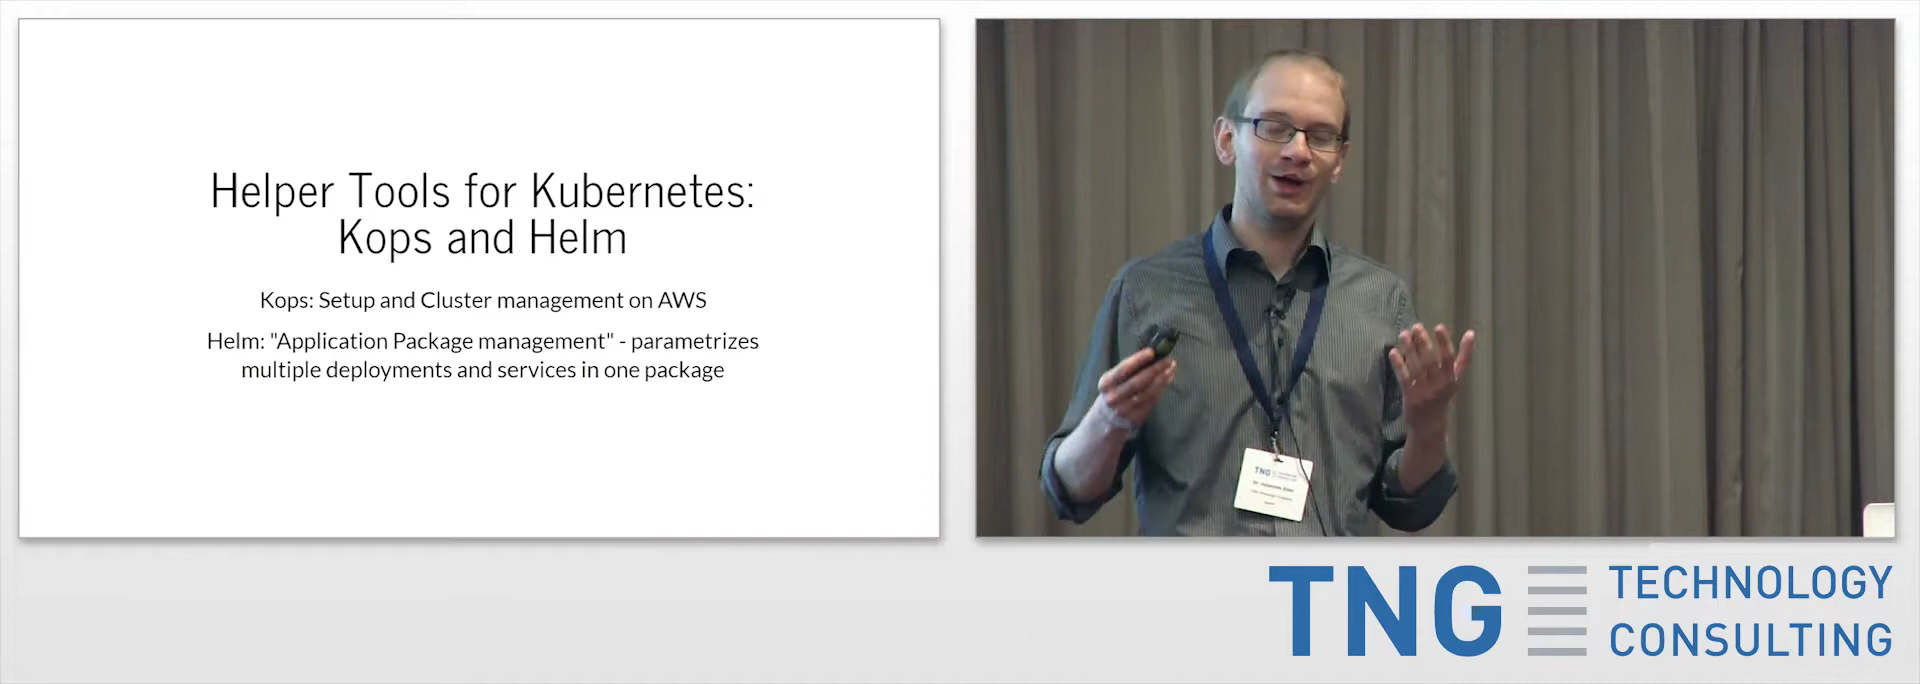 Helper Tools for Kubernetes:
Kops and Helm
Kops: Setup and Cluster management on AWS
Helm: "Application Package management" - parametrizes
multiple deployments and services in one package
TNG
TNG TECHNOLOGY
CONSULTING